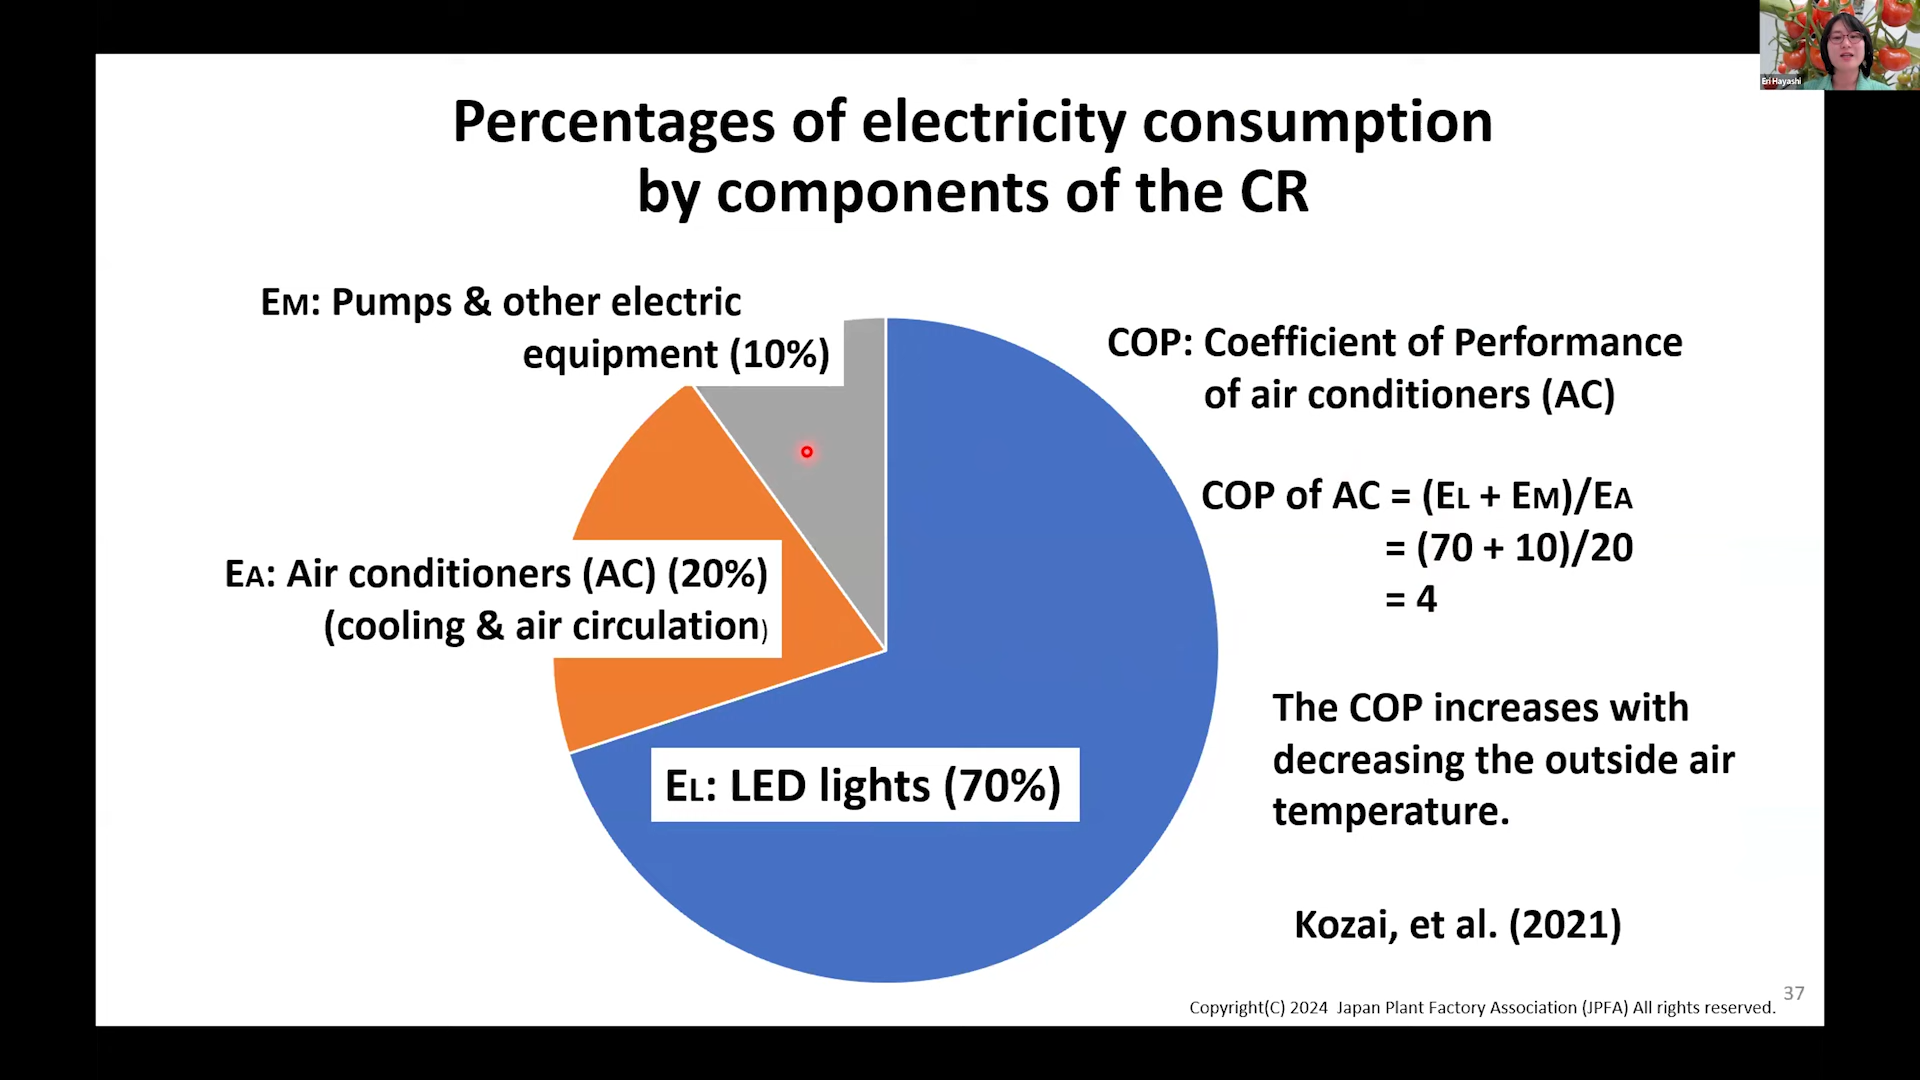 Percentages of electricity consumption
by components of the CR
EM: Pumps & other electric
equipment (10%)
EA: Air conditioners (AC) (20%)
(cooling & air circulation)
EL: LED lights (70%)
COP: Coefficient of Performance
of air conditioners (AC)
COP of AC = (EL + EM)/EA
= (70 + 10)/20
= 4
The COP increases with
decreasing the outside air
temperature.
Kozai, et al. (2021)
37
Copyright(C) 2024 Japan Plant Factory Association (JPFA) All rights reserved.
Eri Hayashi